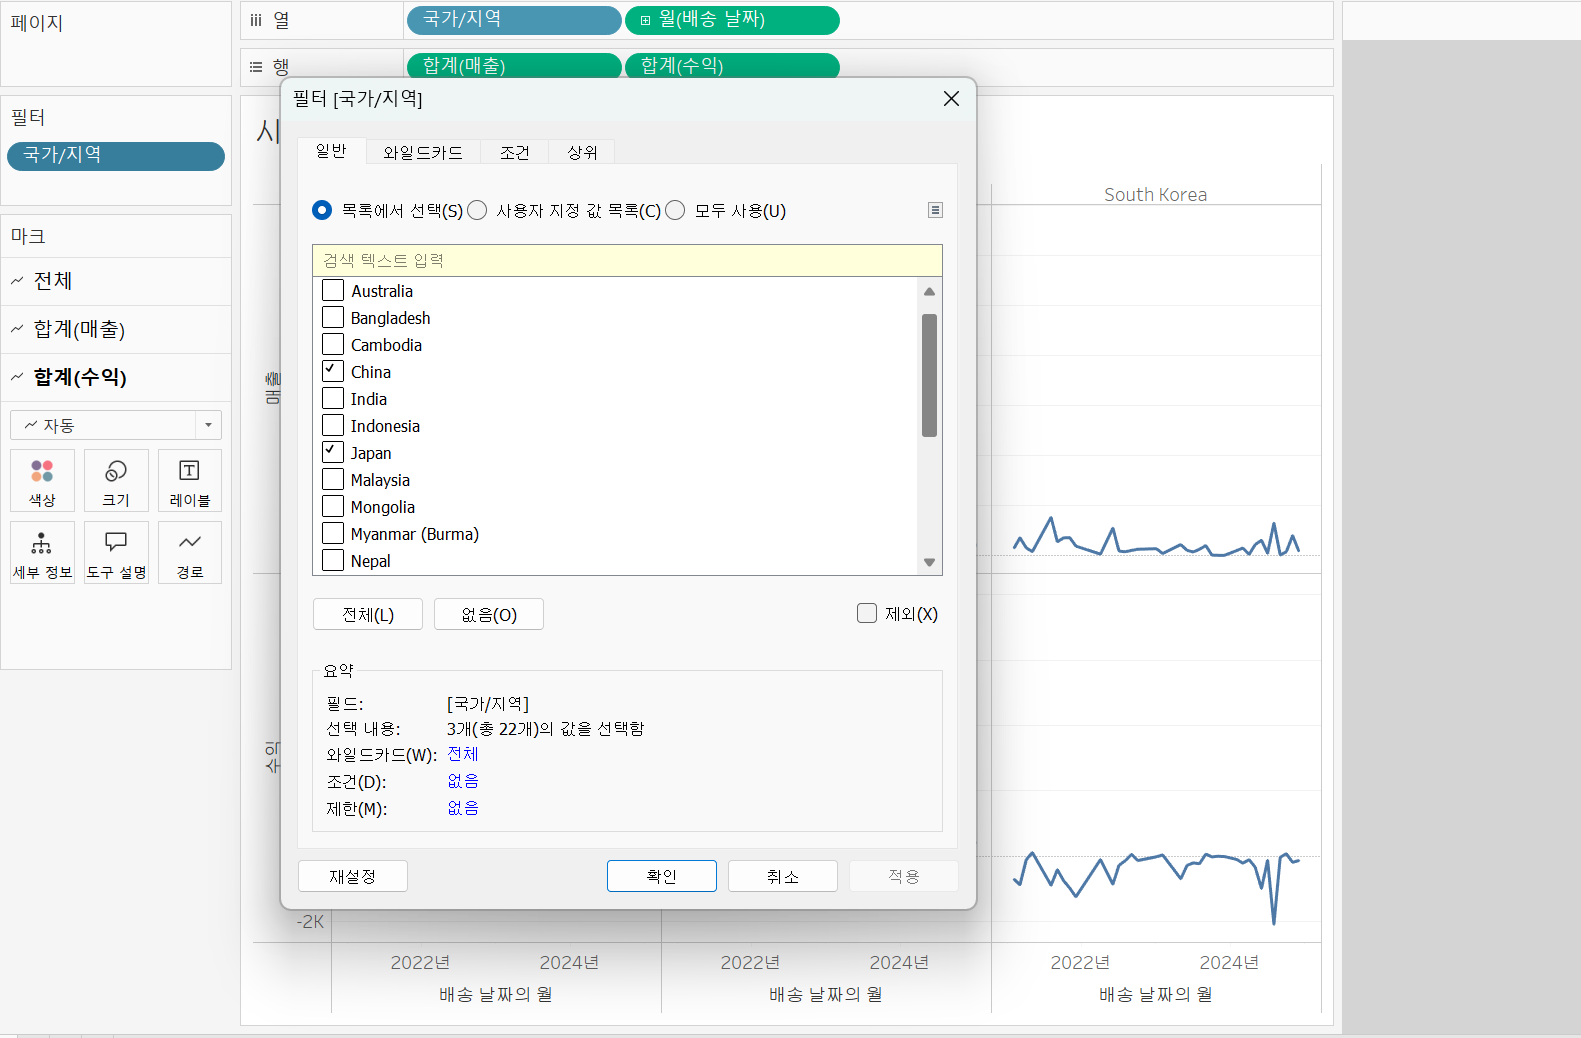 페이지
iii 열
국가/지역
월(배송 날짜)
행
합계(매출)
합계(수익)
필터
국가/지역
마크
전체
합계(매출)
합계(수익)
자동
색상
크기
레이블
세부 정보
도구 설명
경로
시
필터 [국가/지역]
일반
와일드카드
조건
상위
목록에서 선택(S)
사용자 지정 값 목록(C)
모두 사용(U)
검색 텍스트 입력
Australia
Bangladesh
Cambodia
China
India
Indonesia
Japan
Malaysia
Mongolia
Myanmar (Burma)
Nepal
전체(L)
없음(O)
제외(X)
요약
필드: [국가/지역]
선택 내용: 3개(총 22개)의 값을 선택함
와일드카드(W): 전체
조건(D): 없음
제한(M): 없음
재설정
확인
취소
적용
South Korea
매출
수익
-2K
2022년 2024년 2022년 2024년 2022년 2024년
배송 날짜의 월 배송 날짜의 월 배송 날짜의 월